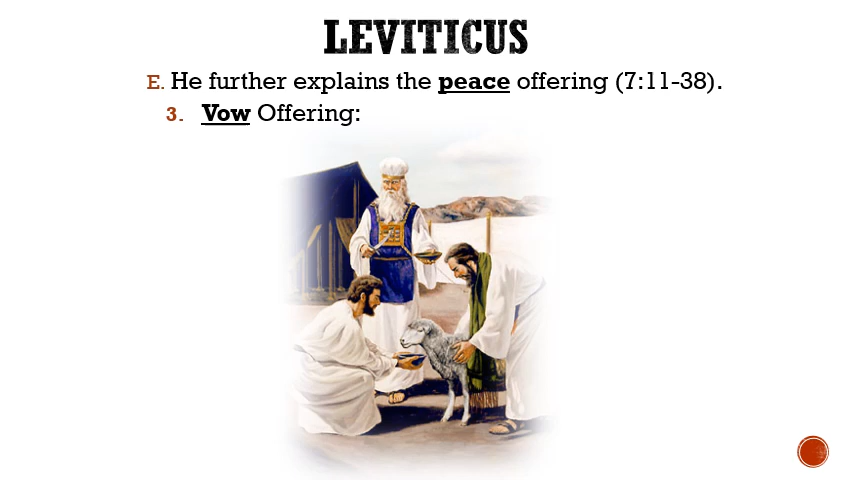 LEVITICUS
E. He further explains the peace offering (7:11-38).
3. Vow Offering: